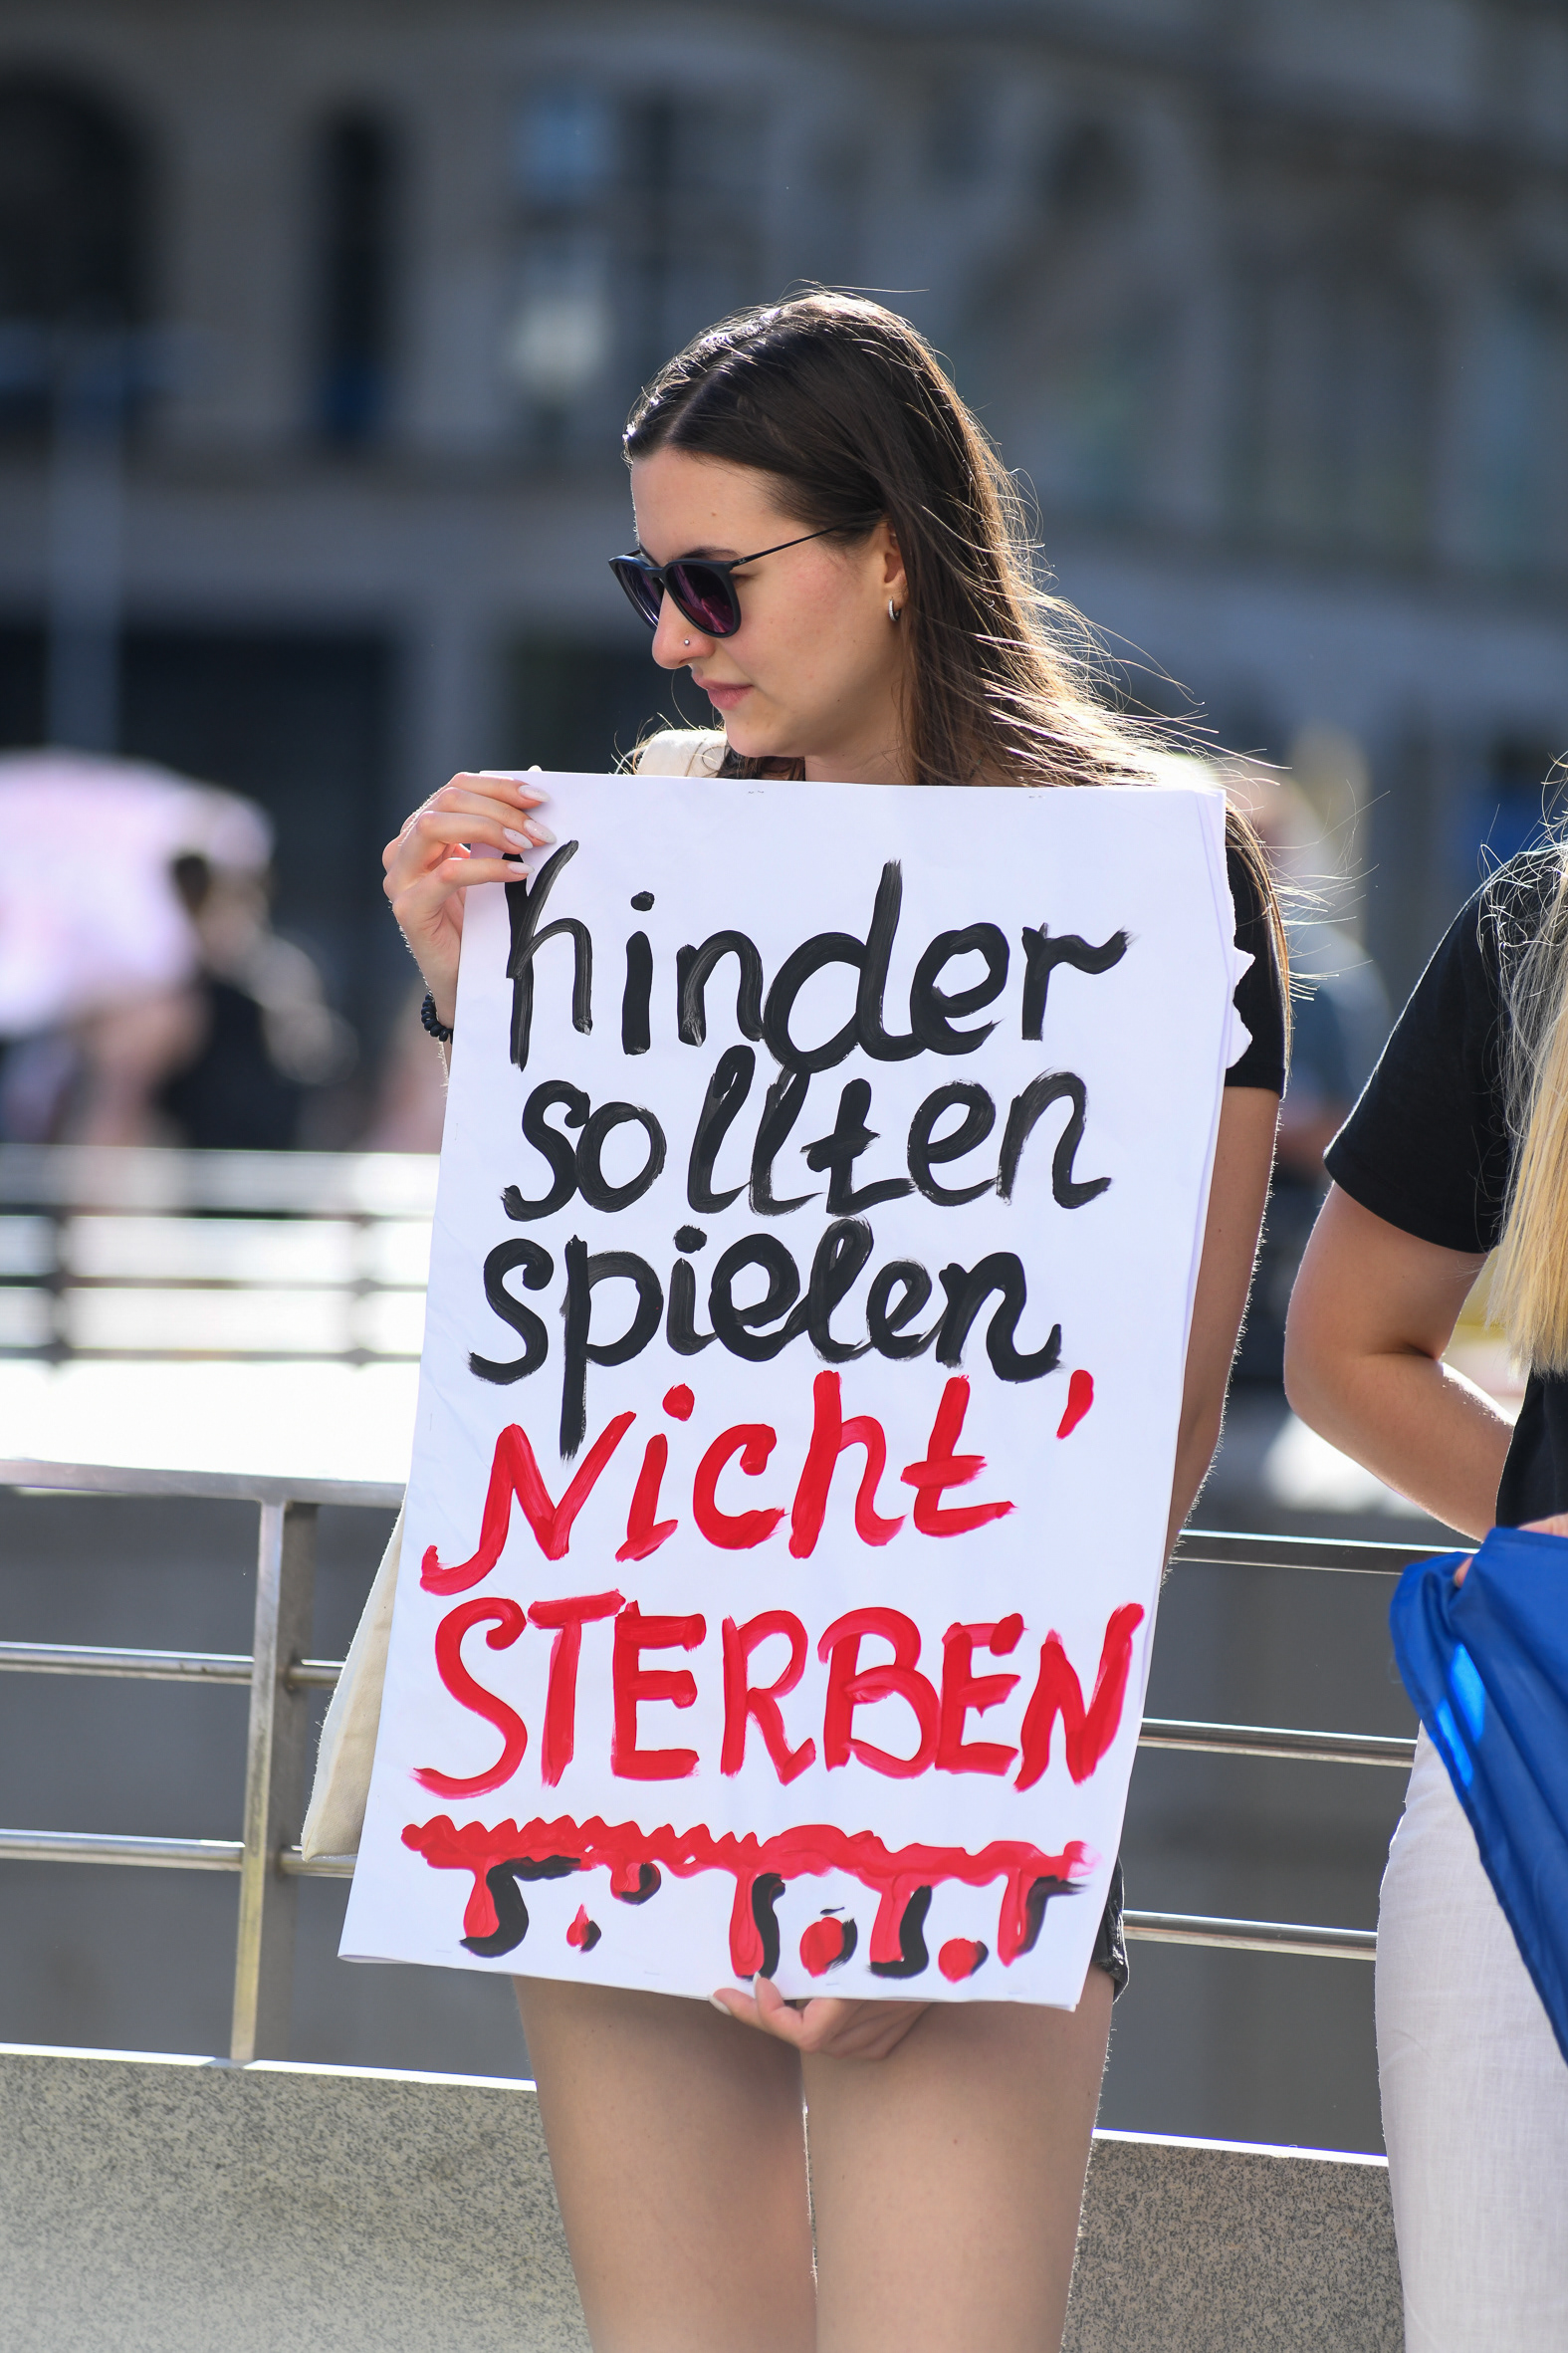 Kinder
sollten
spielen,
Nicht
STERBEN